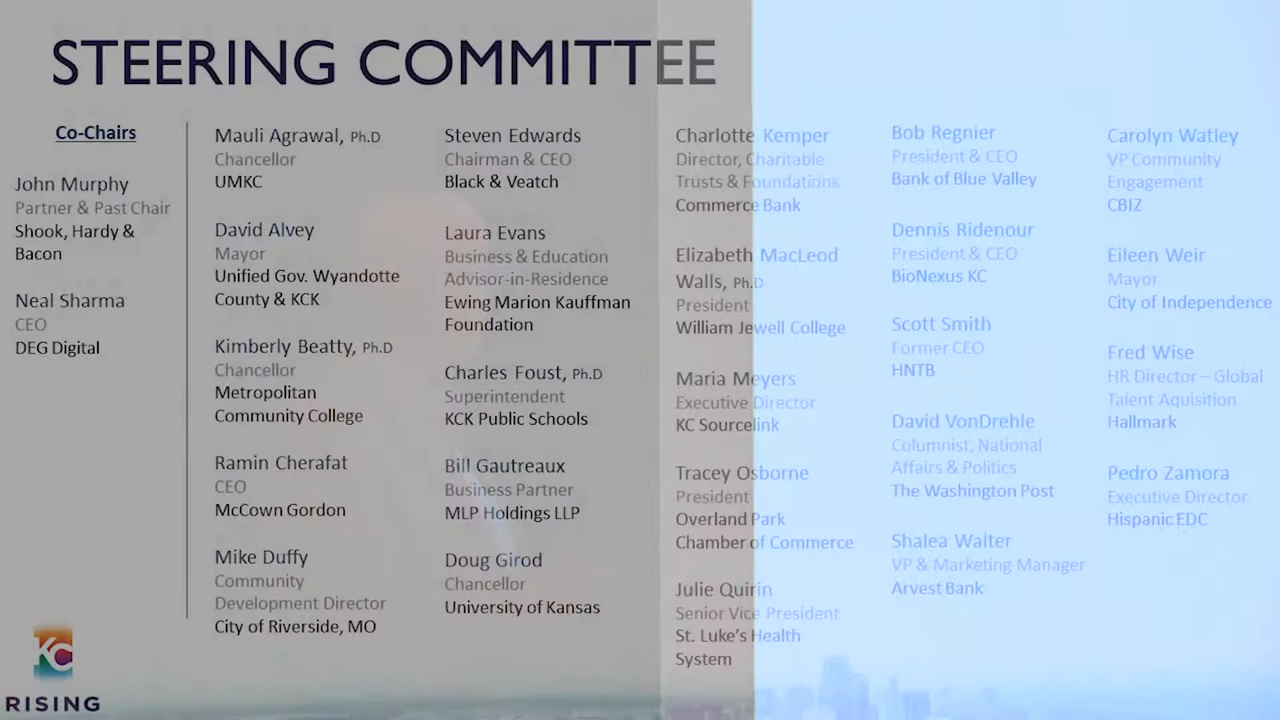 STEERING COMMITTEE
Co-Chairs
John Murphy
Partner & Past Chair
Shook, Hardy &
Bacon
Neal Sharma
CEO
DEG Digital
Mauli Agrawal, Ph.D
Chancellor
UMKC
David Alvey
Mayor
Unified Gov. Wyandotte
County & KCK
Kimberly Beatty, Ph.D
Chancellor
Metropolitan
Community College
Ramin Cherafat
CEO
McCown Gordon
Mike Duffy
Community
Development Director
City of Riverside, MO
Steven Edwards
Chairman & CEO
Black & Veatch
Laura Evans
Business & Education
Advisor-in-Residence
Ewing Marion Kauffman
Foundation
Charles Foust, Ph.D
Superintendent
KCK Public Schools
Bill Gautreaux
Business Partner
MLP Holdings LLP
Doug Girod
Chancellor
University of Kansas
Charlotte Kemper
Director, Charitable
Trusts & Foundations
Commerce Bank
Elizabeth MacLeod
Walls, Ph.D
President
William Jewell College
Maria Meyers
Executive Director
KC Sourcelink
Tracey Osborne
President
Overland Park
Chamber of Commerce
Julie Quirin
Senior Vice President
St. Luke's Health
System
Bob Regnier
President & CEO
Bank of Blue Valley
Dennis Ridenour
President & CEO
BioNexus KC
Scott Smith
Former CEO
HNTB
David VonDrehle
Columnist, National
Affairs & Politics
The Washington Post
Shalea Walter
VP & Marketing Manager
Arvest Bank
Carolyn Watley
VP Community
Engagement
CBIZ
Eileen Weir
Mayor
City of Independence
Fred Wise
HR Director – Global
Talent Aquisition
Hallmark
Pedro Zamora
Executive Director
Hispanic EDC
KC
RISING